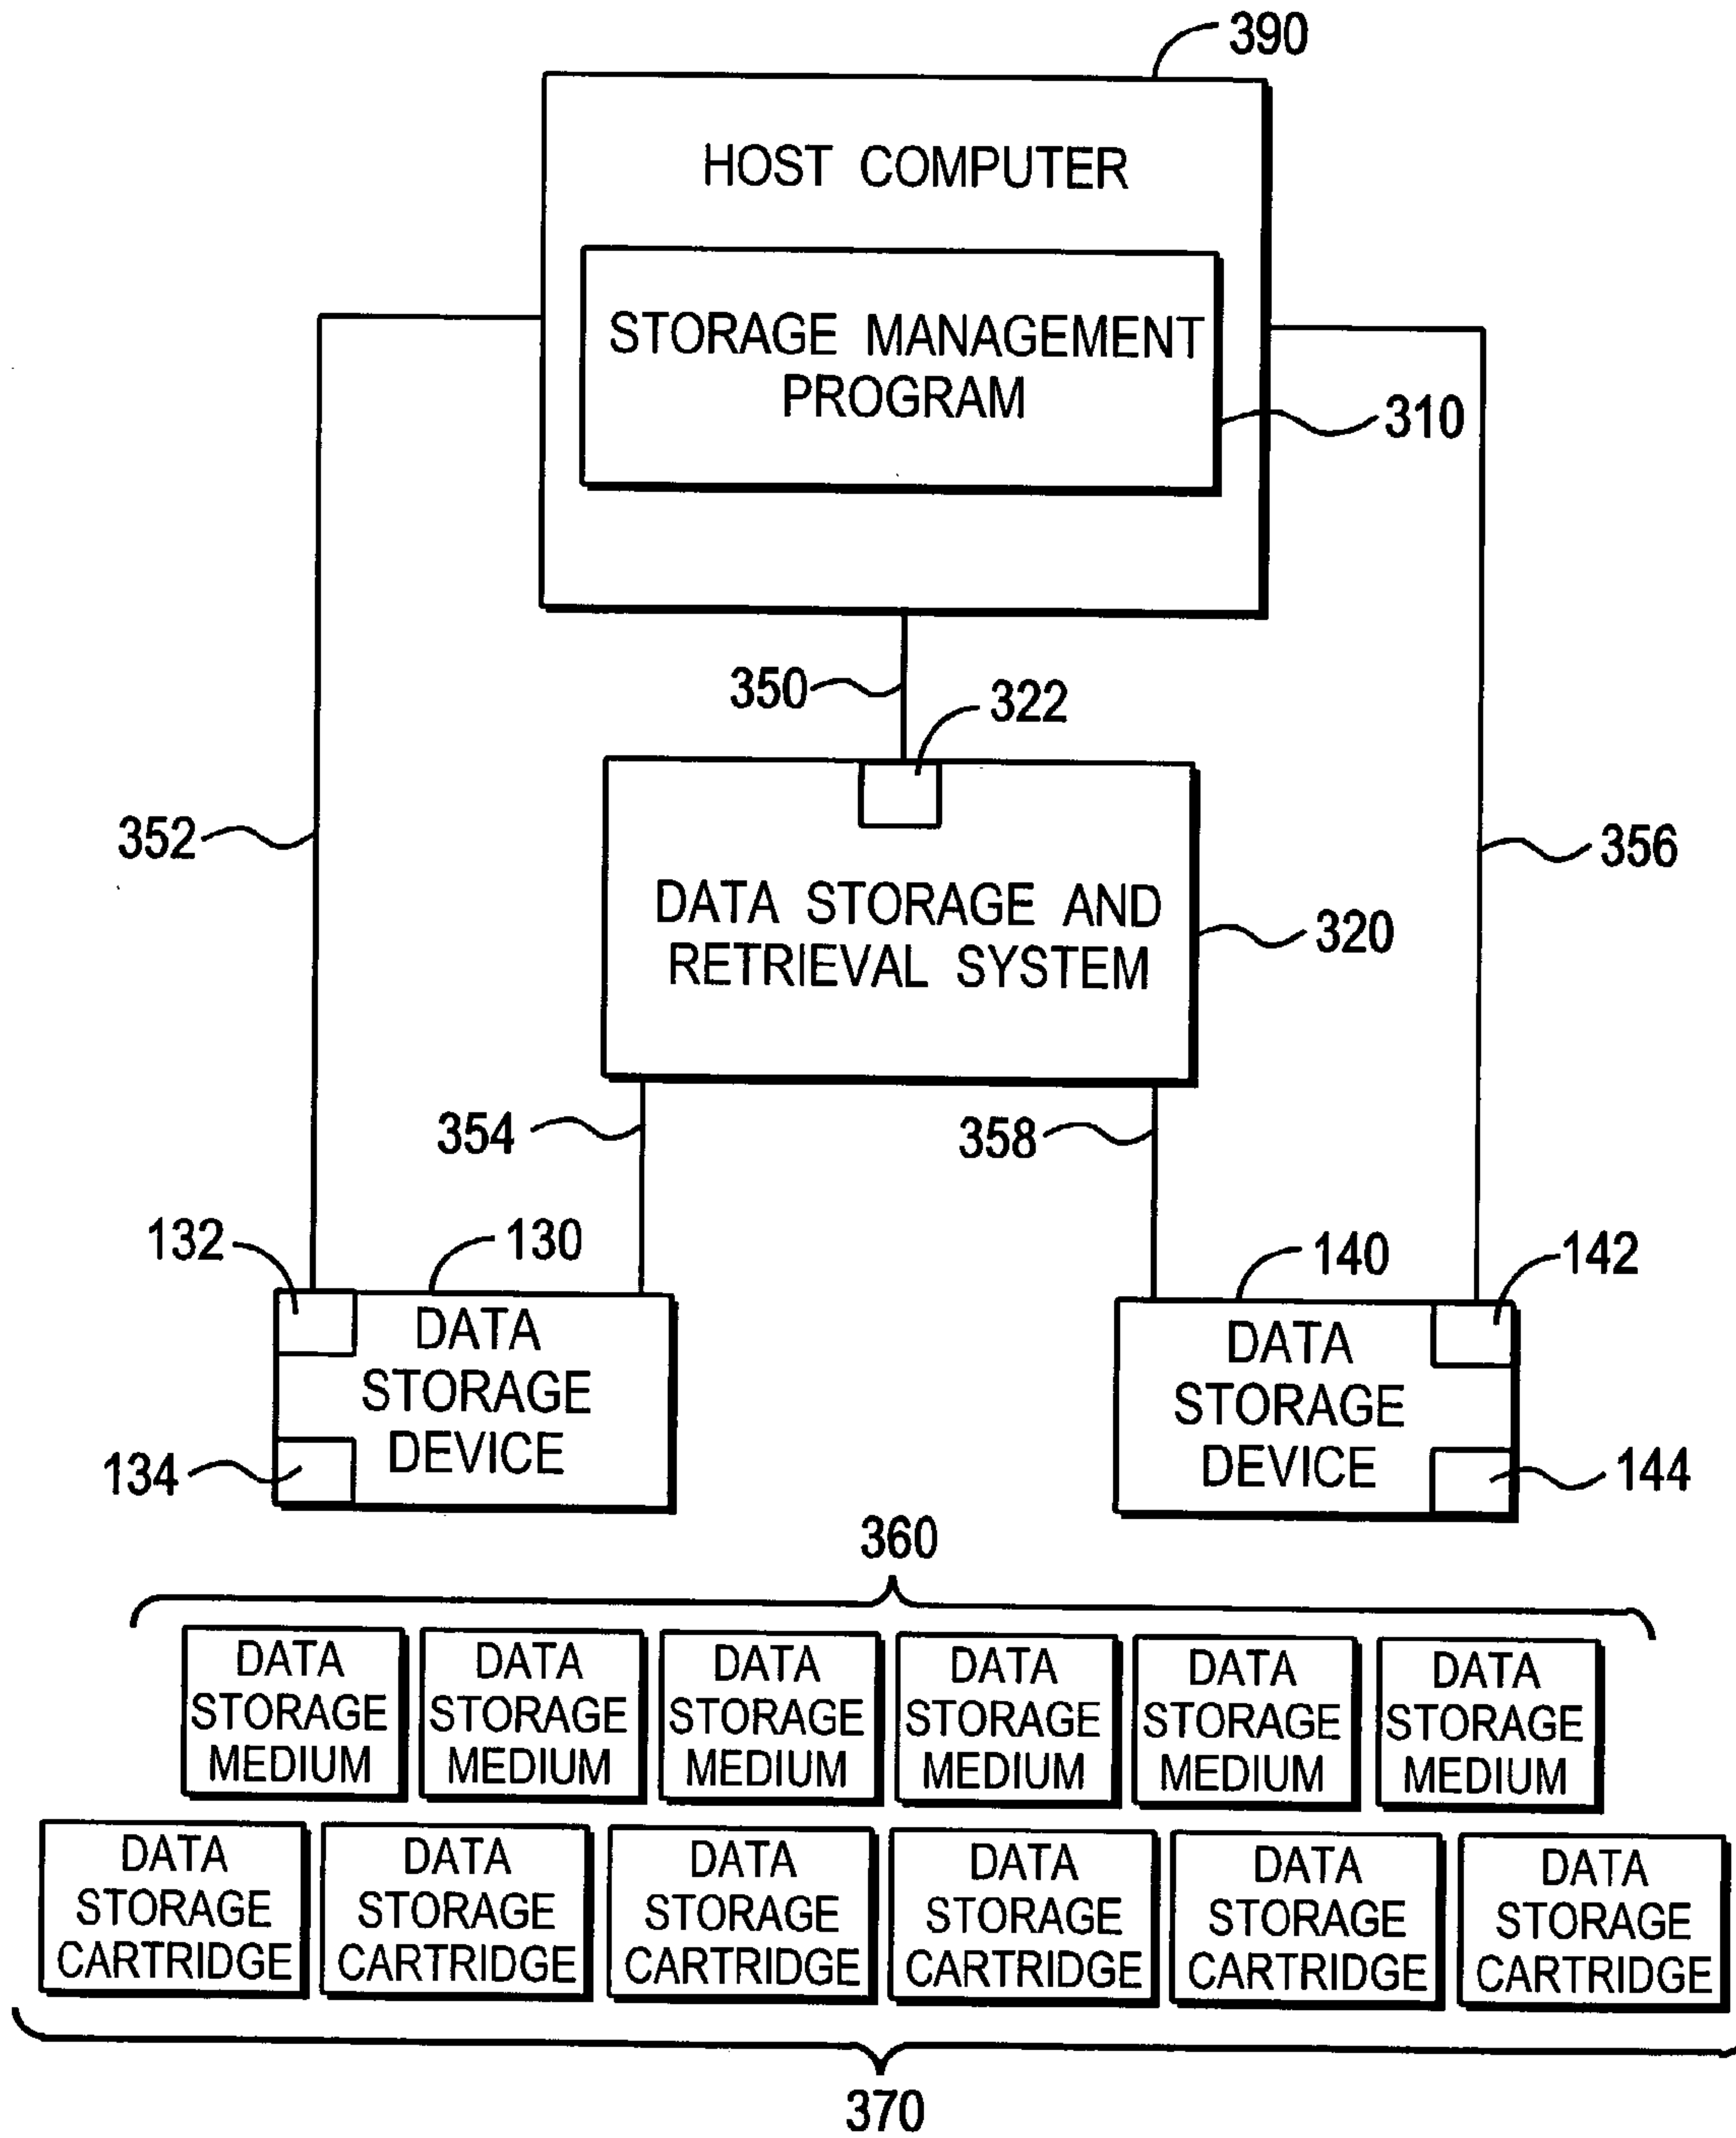 390
HOST COMPUTER
STORAGE MANAGEMENT
PROGRAM
310
350
322
352
356
DATA STORAGE AND
RETRIEVAL SYSTEM
320
354
358
132
130
140
142
DATA
STORAGE
DEVICE
DATA
STORAGE
DEVICE
134
144
360
DATA
STORAGE
MEDIUM
DATA
STORAGE
MEDIUM
DATA
STORAGE
MEDIUM
DATA
STORAGE
MEDIUM
DATA
STORAGE
MEDIUM
DATA
STORAGE
MEDIUM
DATA
STORAGE
CARTRIDGE
DATA
STORAGE
CARTRIDGE
DATA
STORAGE
CARTRIDGE
DATA
STORAGE
CARTRIDGE
DATA
STORAGE
CARTRIDGE
DATA
STORAGE
CARTRIDGE
370